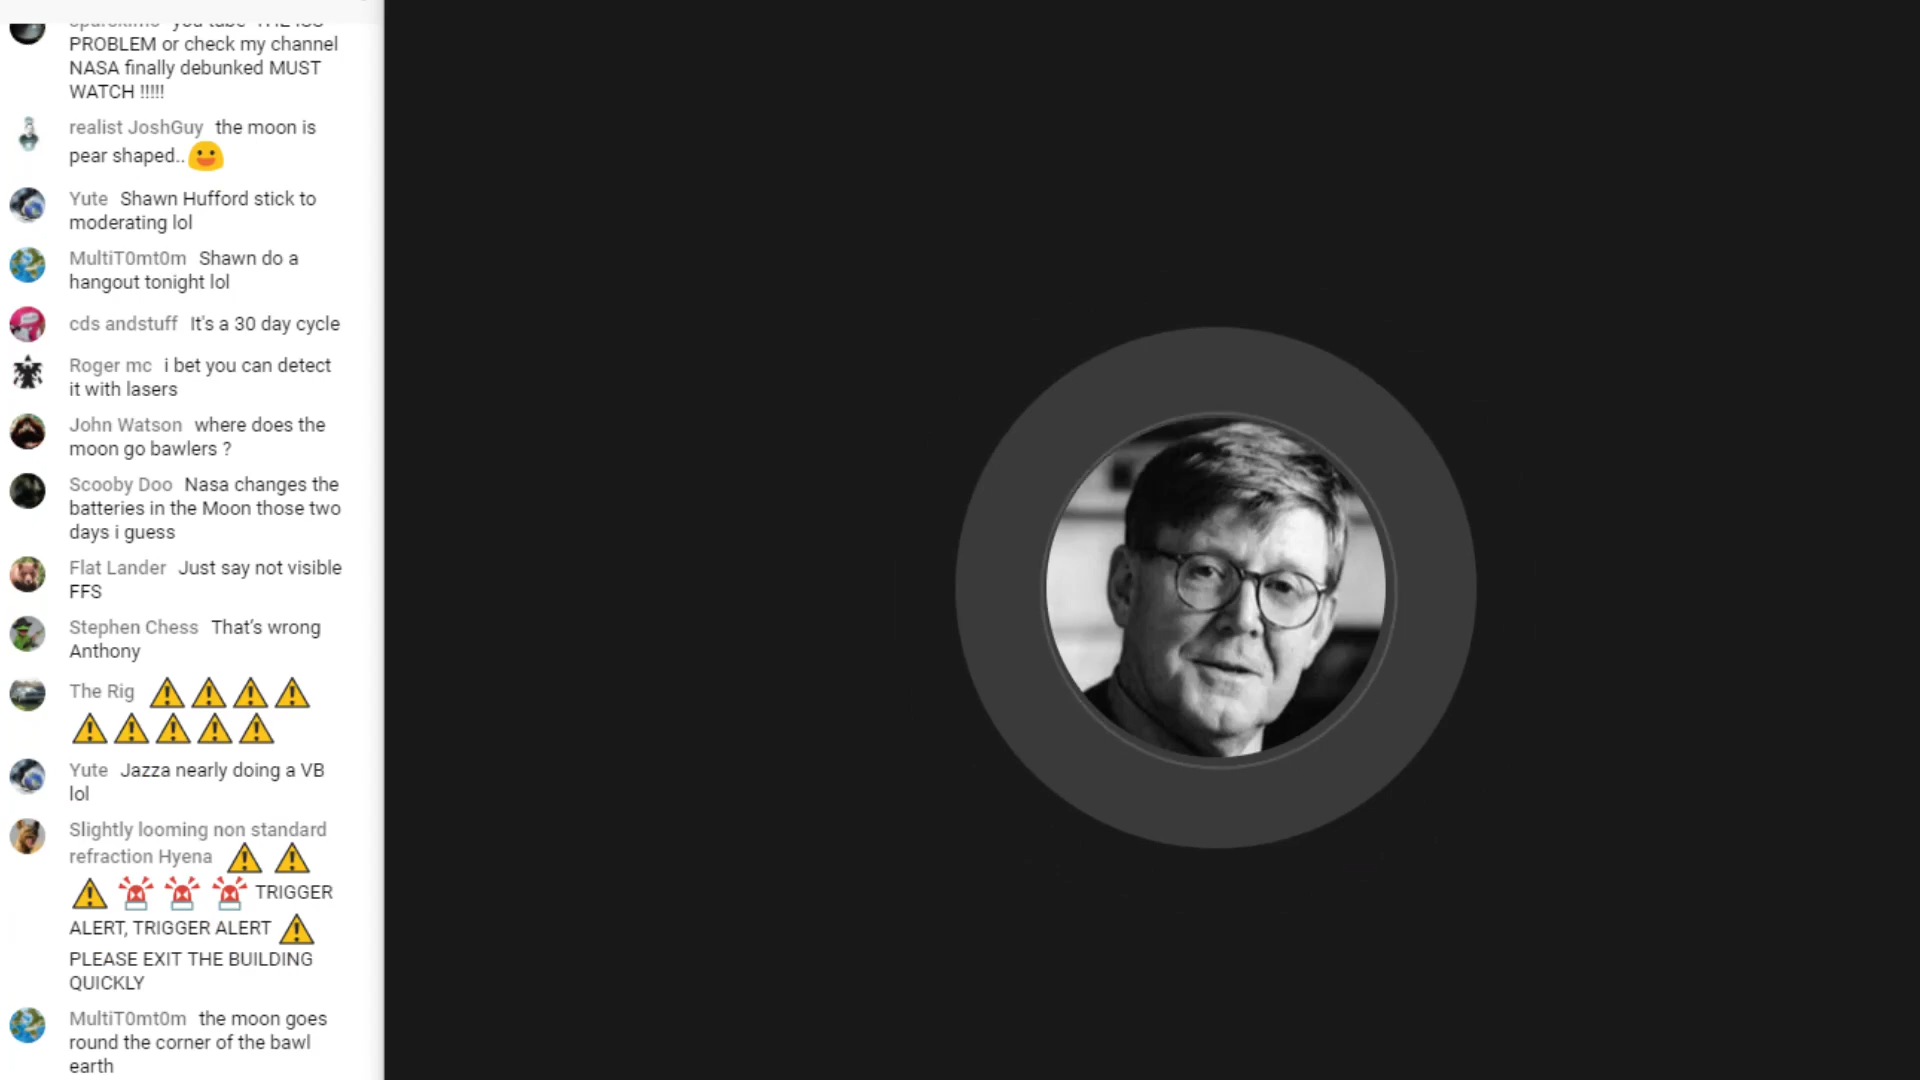 PROBLEM or check my channel
NASA finally debunked MUST
WATCH !!!!!
realist JoshGuy the moon is
pear shaped..
Yute Shawn Hufford stick to
moderating lol
MultiT0mt0m Shawn do a
hangout tonight lol
cds andstuff It's a 30 day cycle
Roger mc i bet you can detect
it with lasers
John Watson where does the
moon go bawlers ?
Scooby Doo Nasa changes the
batteries in the Moon those two
days i guess
Flat Lander Just say not visible
FFS
Stephen Chess That’s wrong
Anthony
The Rig
Yute Jazza nearly doing a VB
lol
Slightly looming non standard
refraction Hyena
TRIGGER
ALERT, TRIGGER ALERT
PLEASE EXIT THE BUILDING
QUICKLY
MultiT0mt0m the moon goes
round the corner of the bawl
earth